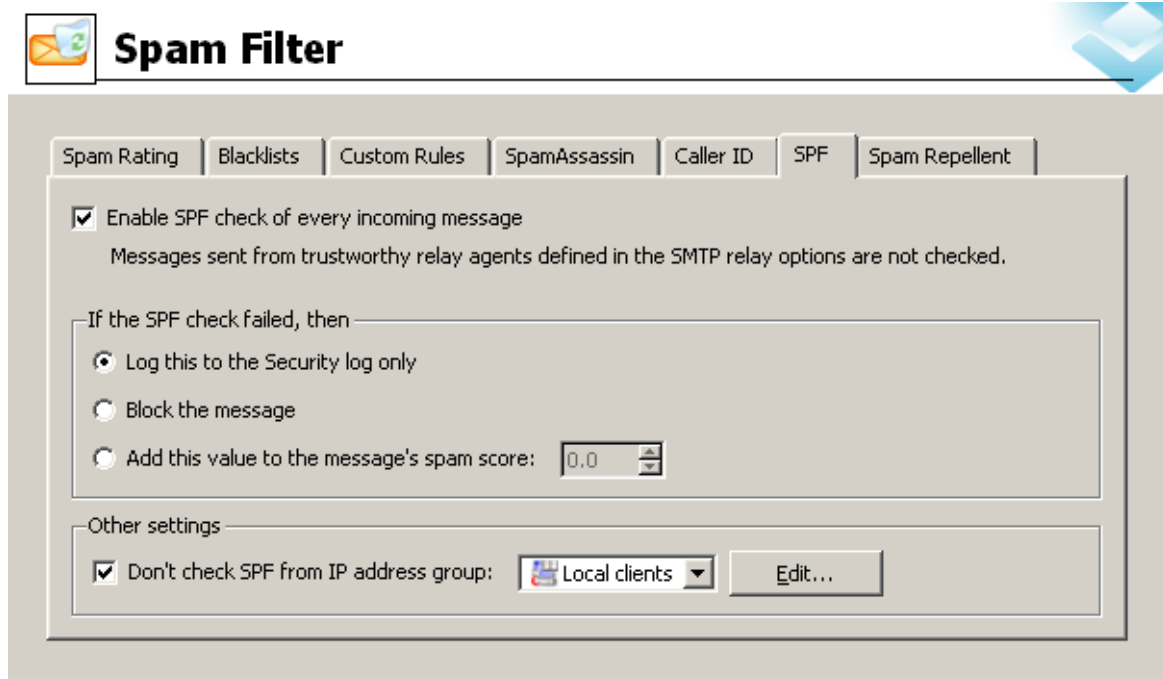 Spam Filter
Spam Rating Blacklists Custom Rules SpamAssassin Caller ID SPF Spam Repellent
Enable SPF check of every incoming message
Messages sent from trustworthy relay agents defined in the SMTP relay options are not checked.
If the SPF check failed, then
Log this to the Security log only
Block the message
Add this value to the message's spam score: 0.0
Other settings
Don't check SPF from IP address group: Local clients Edit...